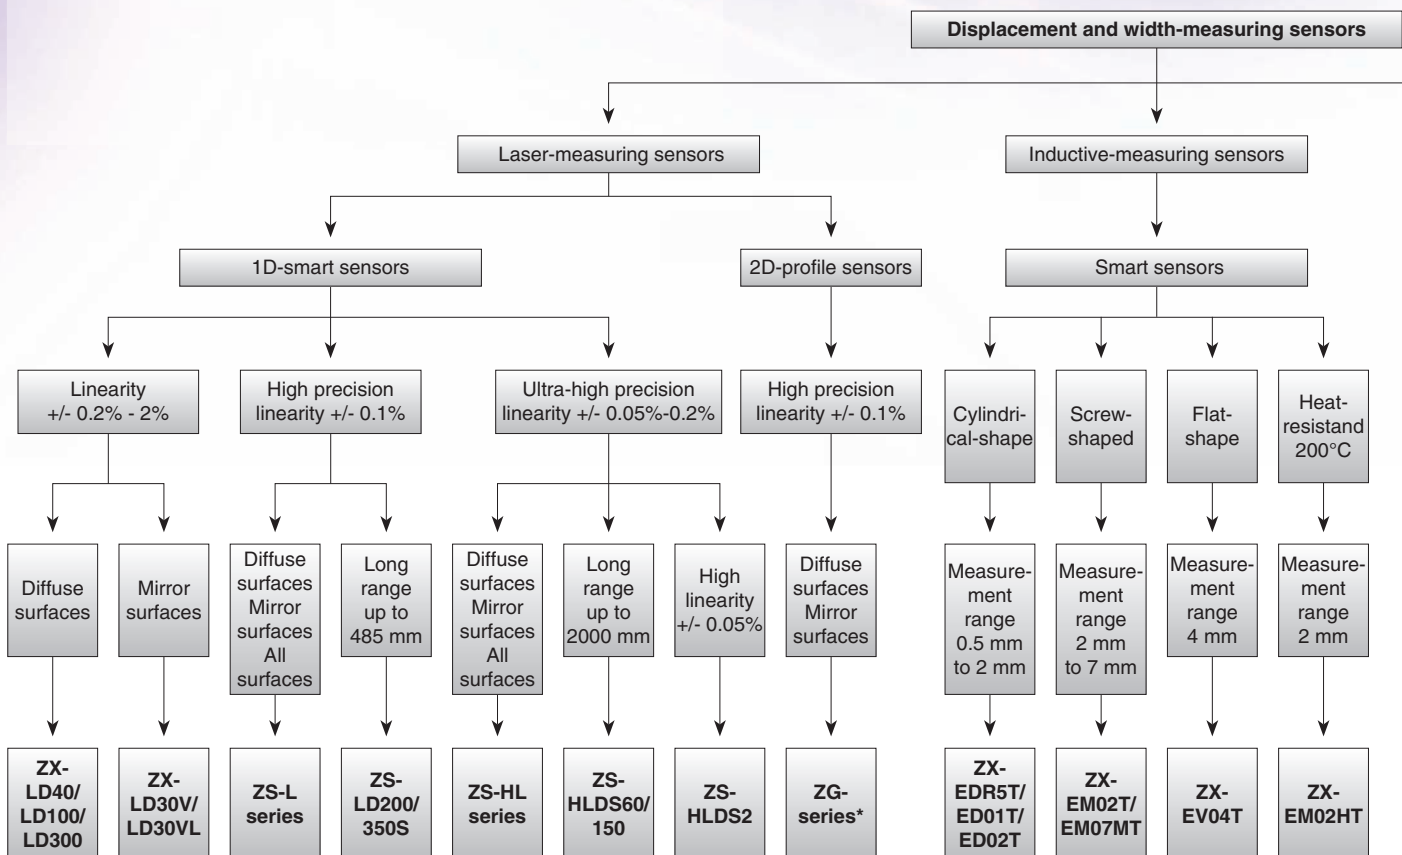 Displacement and width-measuring sensors
Laser-measuring sensors
Inductive-measuring sensors
1D-smart sensors
2D-profile sensors
Smart sensors
Linearity
+/- 0.2% - 2%
High precision
linearity +/- 0.1%
Ultra-high precision
linearity +/- 0.05%-0.2%
High precision
linearity +/- 0.1%
Cylindri-
cal-shape
Screw-
shaped
Flat-
shape
Heat-
resistand
200°C
Diffuse
surfaces
Mirror
surfaces
Diffuse
surfaces
Mirror
surfaces
All
surfaces
Long
range
up to
485 mm
Diffuse
surfaces
Mirror
surfaces
All
surfaces
Long
range
up to
2000 mm
High
linearity
+/- 0.05%
Diffuse
surfaces
Mirror
surfaces
Measure-
ment
range
0.5 mm
to 2 mm
Measure-
ment
range
2 mm
to 7 mm
Measure-
ment
range
4 mm
Measure-
ment
range
2 mm
ZX-
LD40/
LD100/
LD300
ZX-
LD30V/
LD30VL
ZS-L
series
ZS-
LD200/
350S
ZS-HL
series
ZS-
HLDS60/
150
ZS-
HLDS2
ZG-
series*
ZX-
EDR5T/
ED01T/
ED02T
ZX-
EM02T/
EM07MT
ZX-
EV04T
ZX-
EM02HT